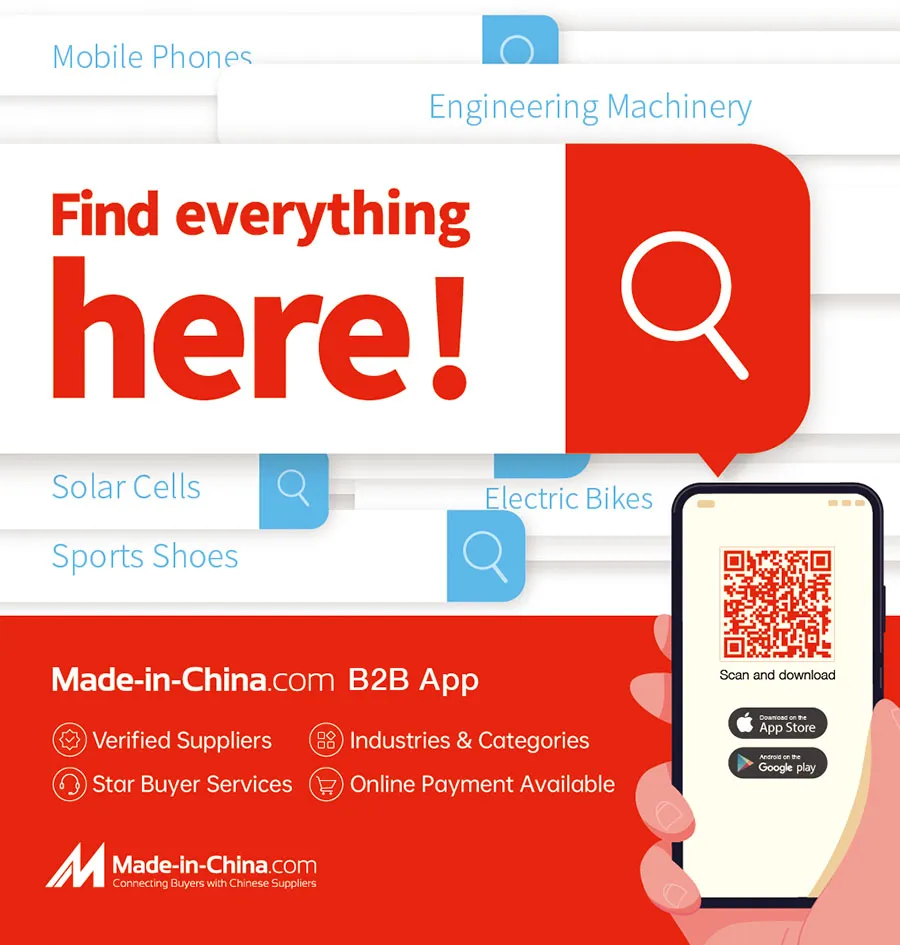 Mobile Phones
Engineering Machinery
Find everything
here!
Solar Cells
Electric Bikes
Sports Shoes
Scan and download
Download on the
App Store
Android on the
Google play
Made-in-China.com B2B App
Verified Suppliers
Industries & Categories
Star Buyer Services
Online Payment Available
Made-in-China.com
Connecting Buyers with Chinese Suppliers